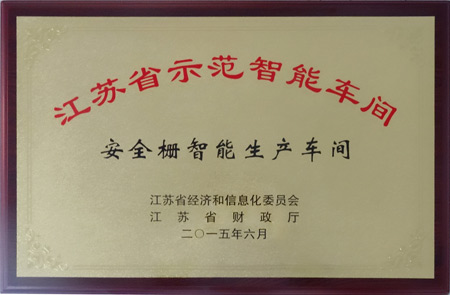 江苏省示范智能车间
安全栅智能生产车间
江苏省经济和信息化委员会
江苏省财政厅
二〇一五年六月